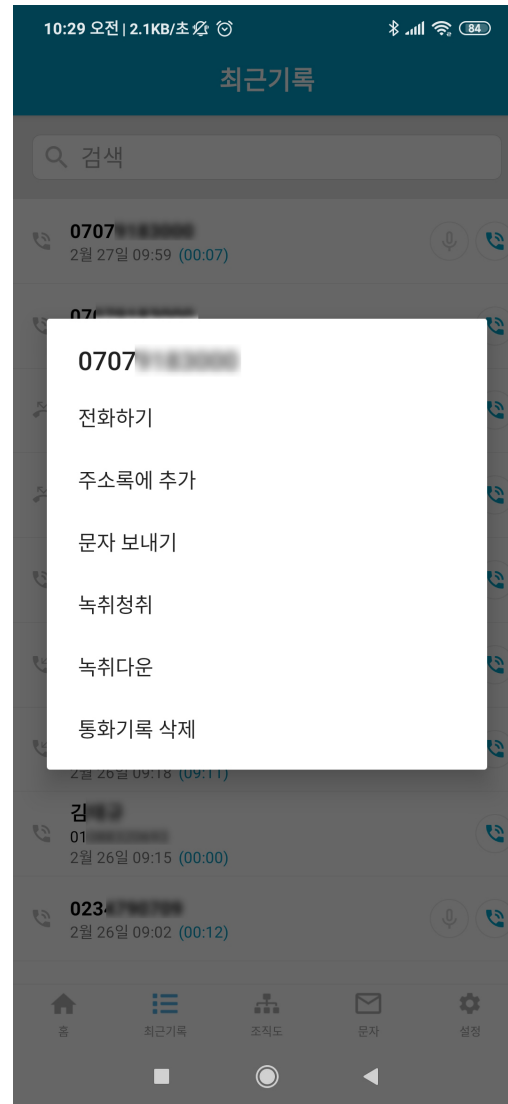 10:29 오전 | 2.1KB/초
84
최근기록
검색
0707
2월 27일 09:59 (00:07)
0707
전화하기
주소록에 추가
문자 보내기
녹취청취
녹취다운
통화기록 삭제
2월 26일 09:18 (09:11)
김
01
2월 26일 09:15 (00:00)
0234
2월 26일 09:02 (00:12)
홈
최근기록
조직도
문자
설정